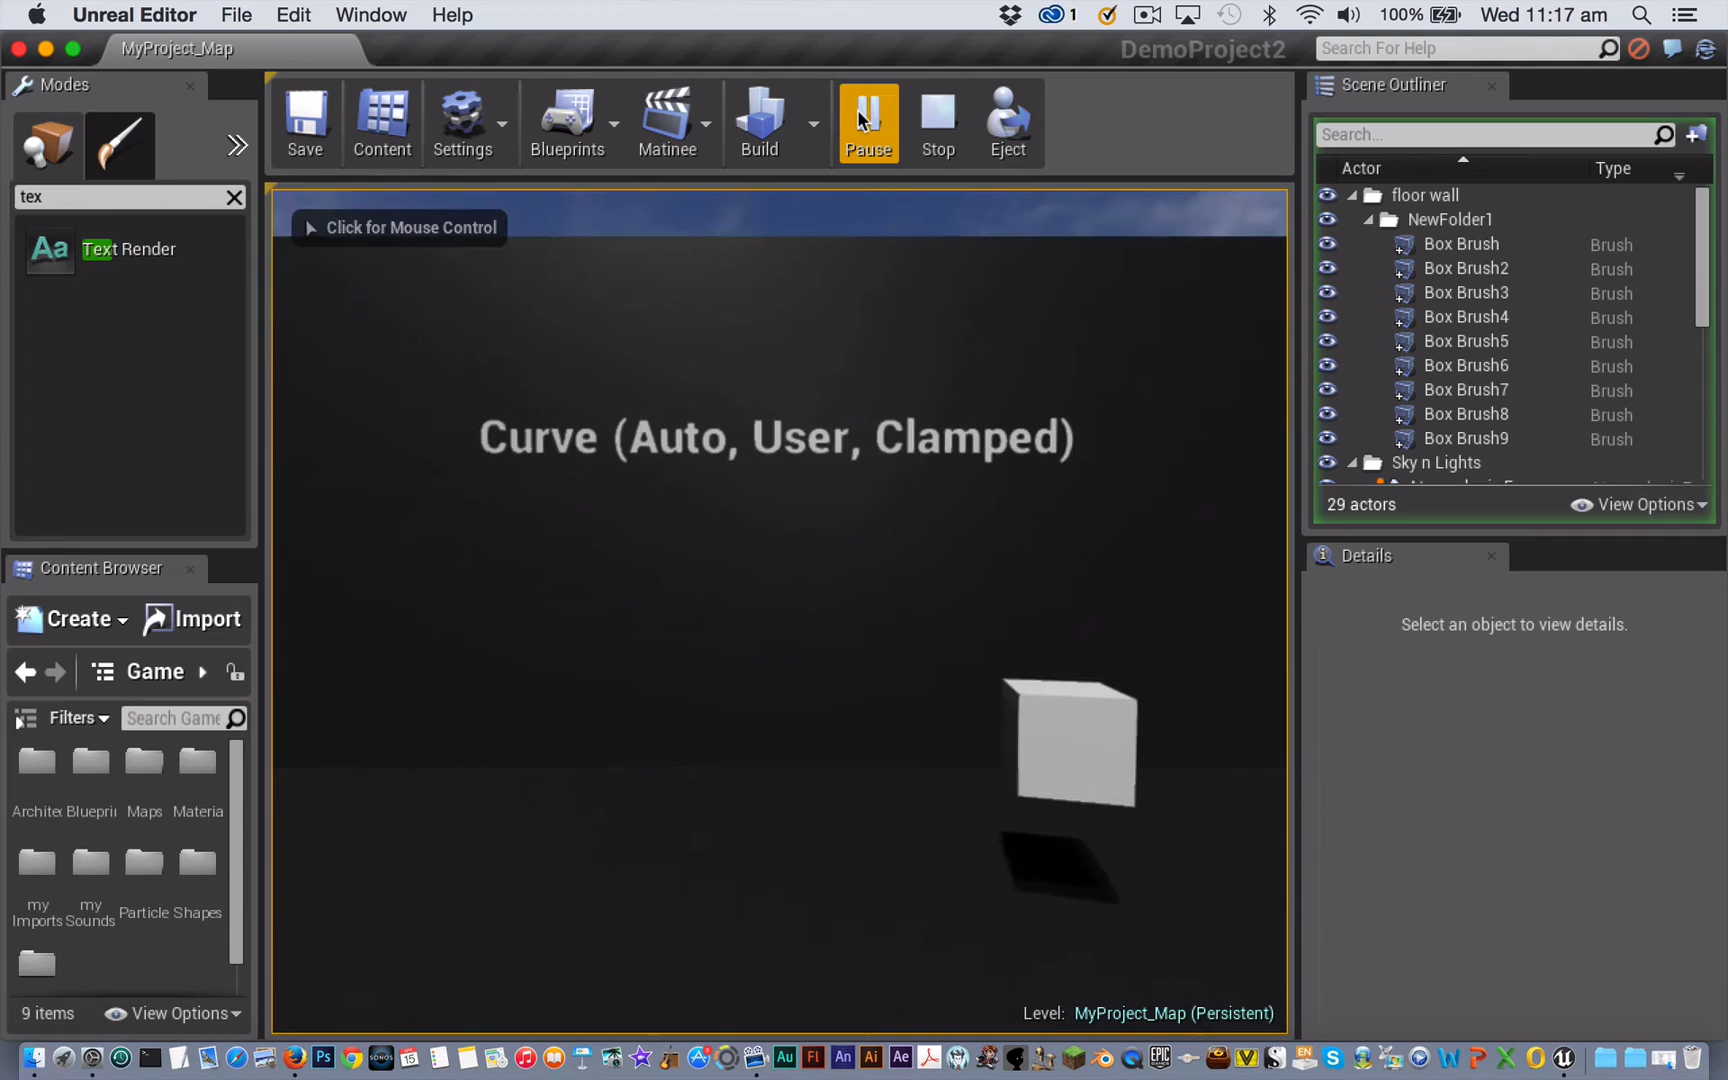 Unreal Editor File Edit Window Help
1 100% Wed 11:17 am
MyProject_Map DemoProject2 Search For Help
Modes
tex
Text Render
Save Content Settings Blueprints Matinee Build Pause Stop Eject
Click for Mouse Control
Curve (Auto, User, Clamped)
Level: MyProject_Map (Persistent)
Scene Outliner
Search...
Actor Type
floor wall
NewFolder1
Box Brush Brush
Box Brush2 Brush
Box Brush3 Brush
Box Brush4 Brush
Box Brush5 Brush
Box Brush6 Brush
Box Brush7 Brush
Box Brush8 Brush
Box Brush9 Brush
Sky n Lights
29 actors View Options
Details
Select an object to view details.
Content Browser
Create Import
Game
Filters Search Game
Architec Blueprin Maps Materia
my Imports my Sounds Particle Shapes
9 items View Options